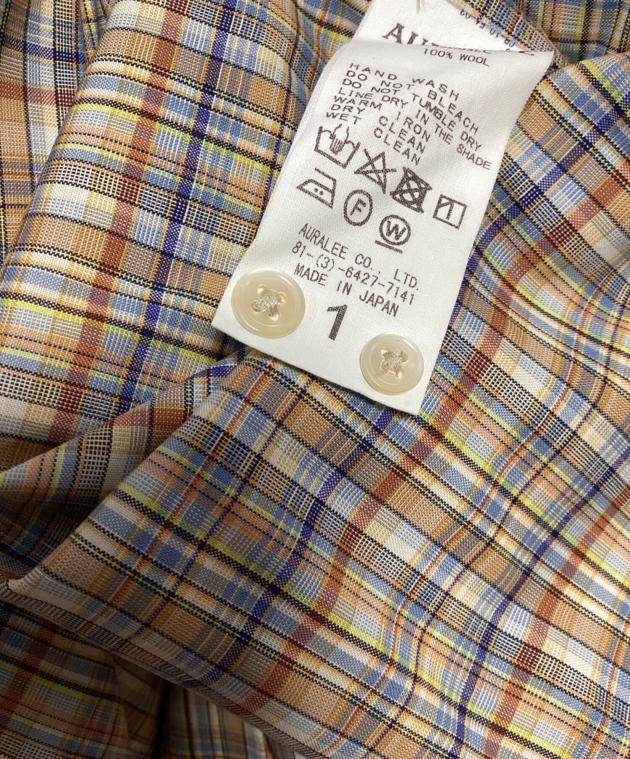 100% WOOL
HAND WASH
DO NOT BLEACH
DO NOT TUMBLE DRY
LINE DRY IN THE SHADE
WARM IRON
DRY CLEAN
WET CLEAN
F
W
AURALEE CO., LTD.
81-(3)-6427-7141
MADE IN JAPAN
1